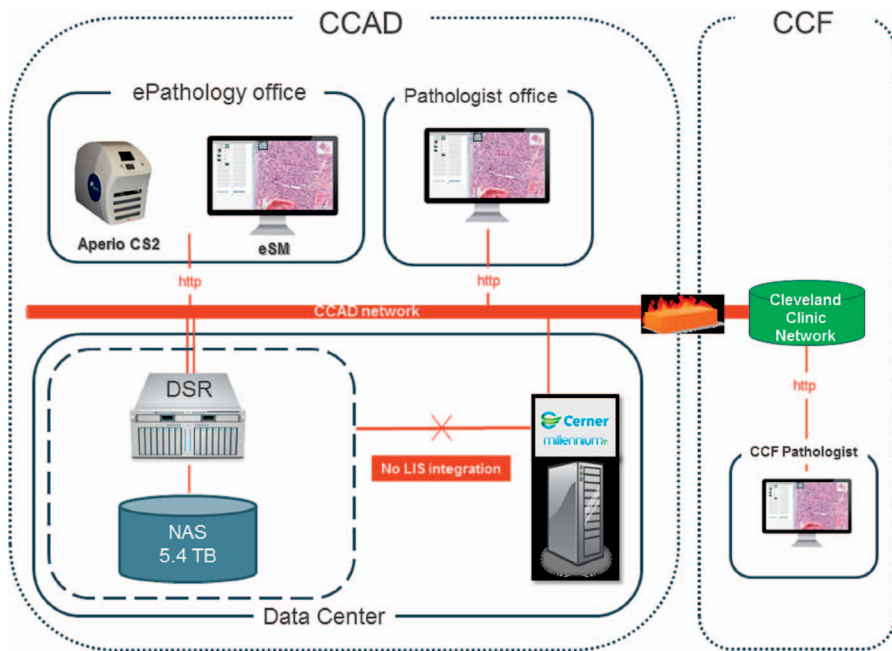 CCAD
CCF
ePathology office
Pathologist office
Aperio CS2
eSM
http
http
CCAD network
Cleveland
Clinic
Network
http
DSR
Cerner
millennium+
No LIS integration
CCF Pathologist
NAS
5.4 TB
Data Center